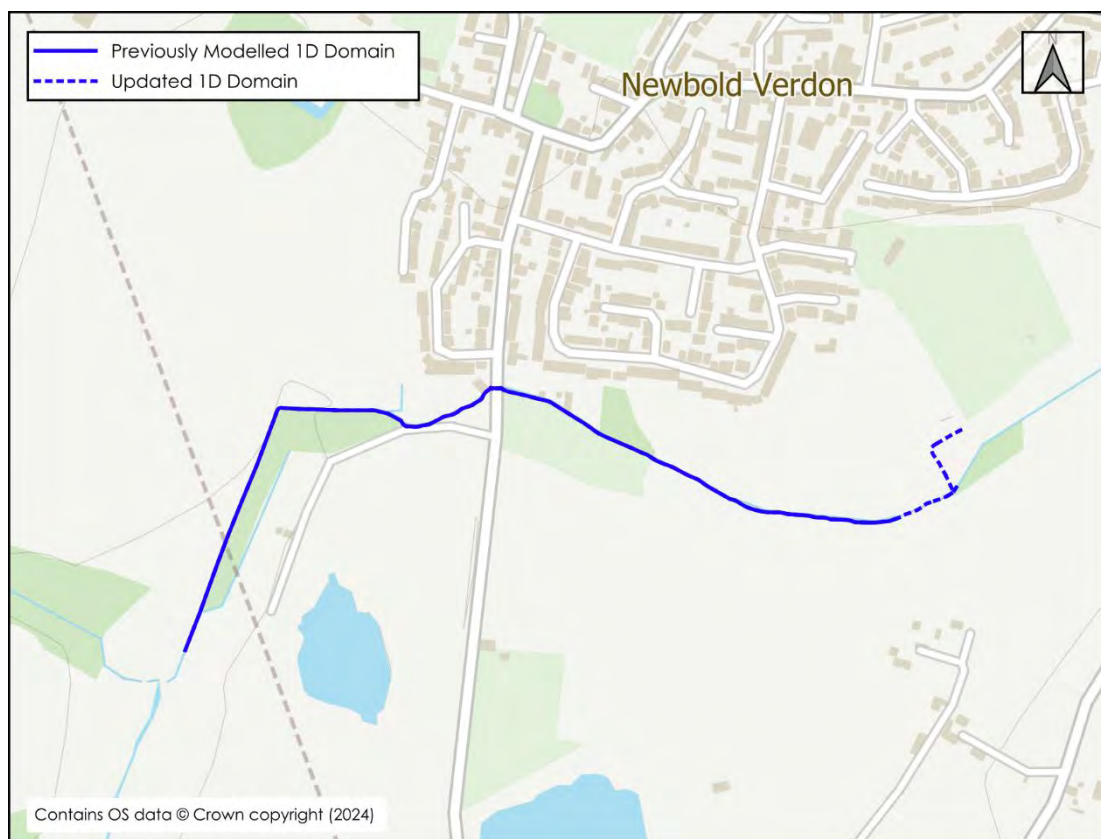 Previously Modelled 1D Domain
Updated 1D Domain
Newbold Verdon
N
Contains OS data © Crown copyright (2024)